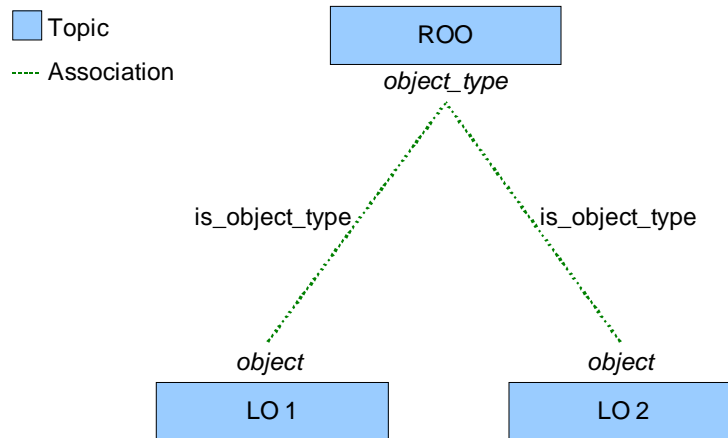 Topic
Association
ROO
object_type
is_object_type
is_object_type
object
object
LO 1
LO 2